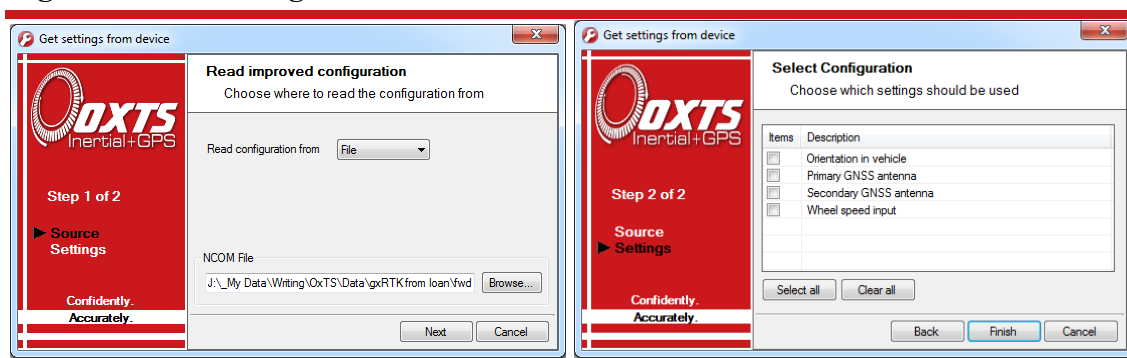 Get settings from device
Read improved configuration
Choose where to read the configuration from
OXTS
Inertial+GPS
Read configuration from File
Step 1 of 2
Source
Settings
NCOM File
J:\_My Data\Writing\OxTS\Data\gxRTK from loan\fwd Browse...
Confidently.
Accurately.
Next Cancel
Get settings from device
Select Configuration
Choose which settings should be used
OXTS
Inertial+GPS
Items Description
Orientation in vehicle
Primary GNSS antenna
Secondary GNSS antenna
Wheel speed input
Step 2 of 2
Source
Settings
Select all Clear all
Confidently.
Accurately.
Back Finish Cancel